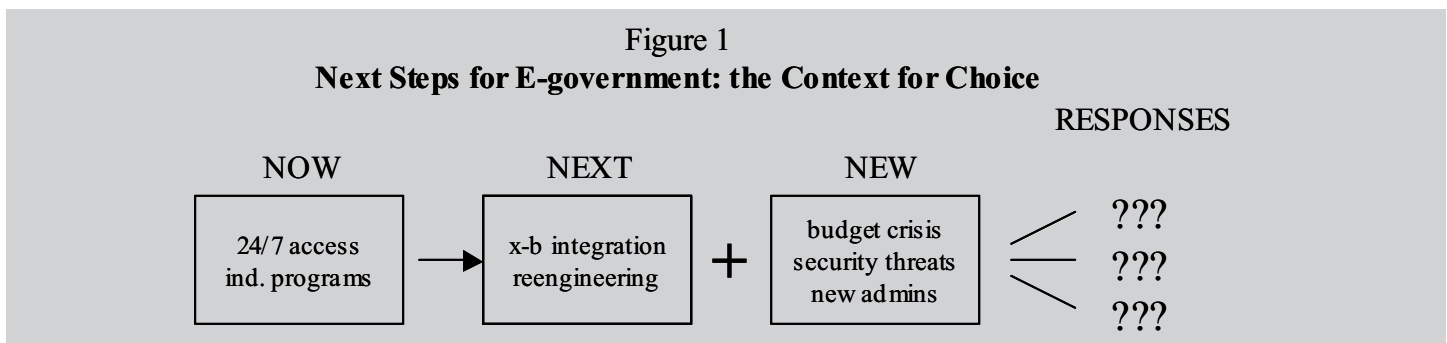 Figure 1
Next Steps for E-government: the Context for Choice
RESPONSES
NOW
NEXT
NEW
24/7 access
ind. programs
x-b integration
reengineering
+
budget crisis
security threats
new admins
???
???
???